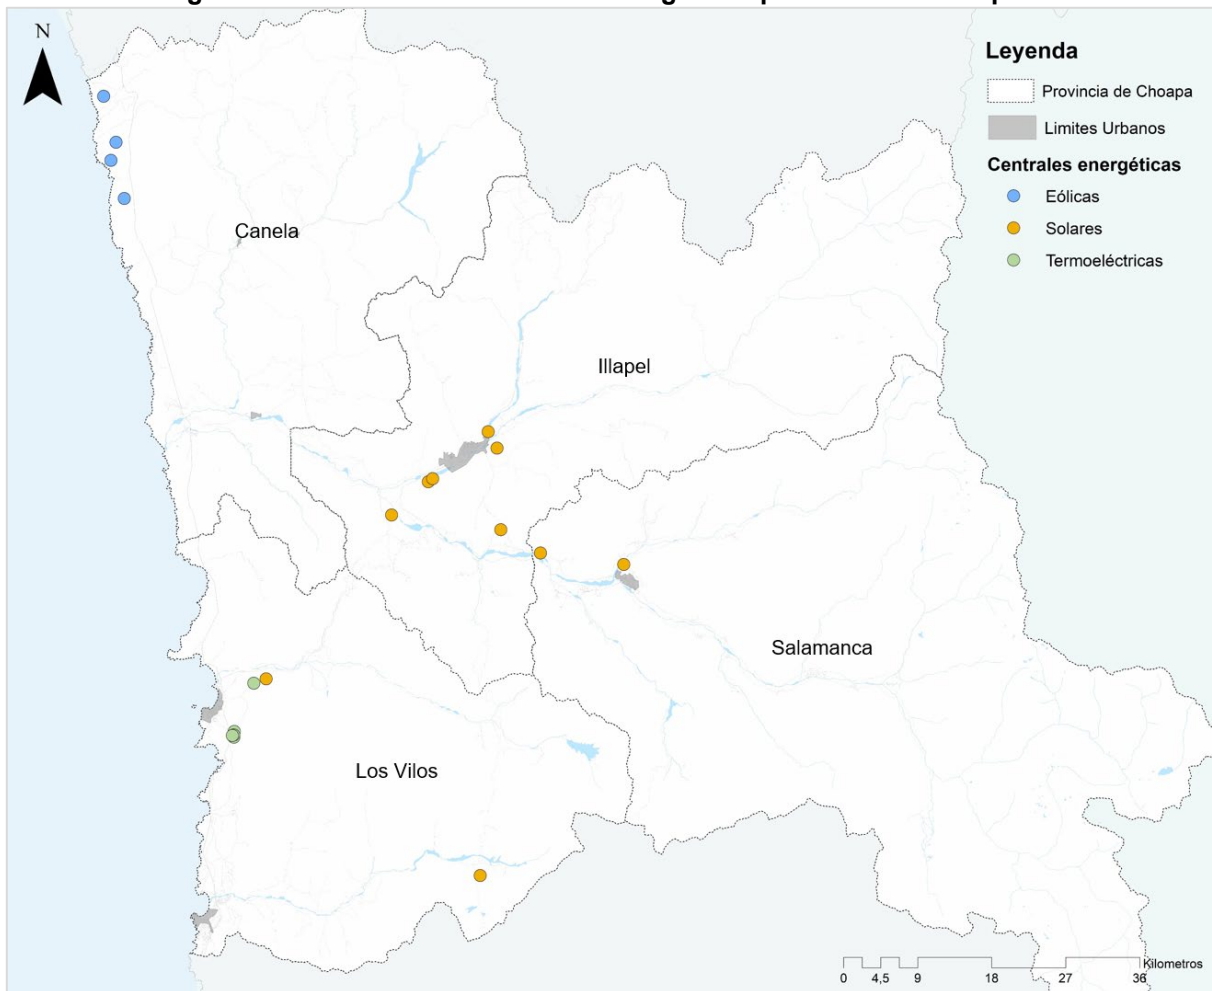 N
Leyenda
Provincia de Choapa
Limites Urbanos
Centrales energéticas
Eólicas
Solares
Termoeléctricas
Canela
Illapel
Salamanca
Los Vilos
Kilometros
0 4,5 9 18 27 36